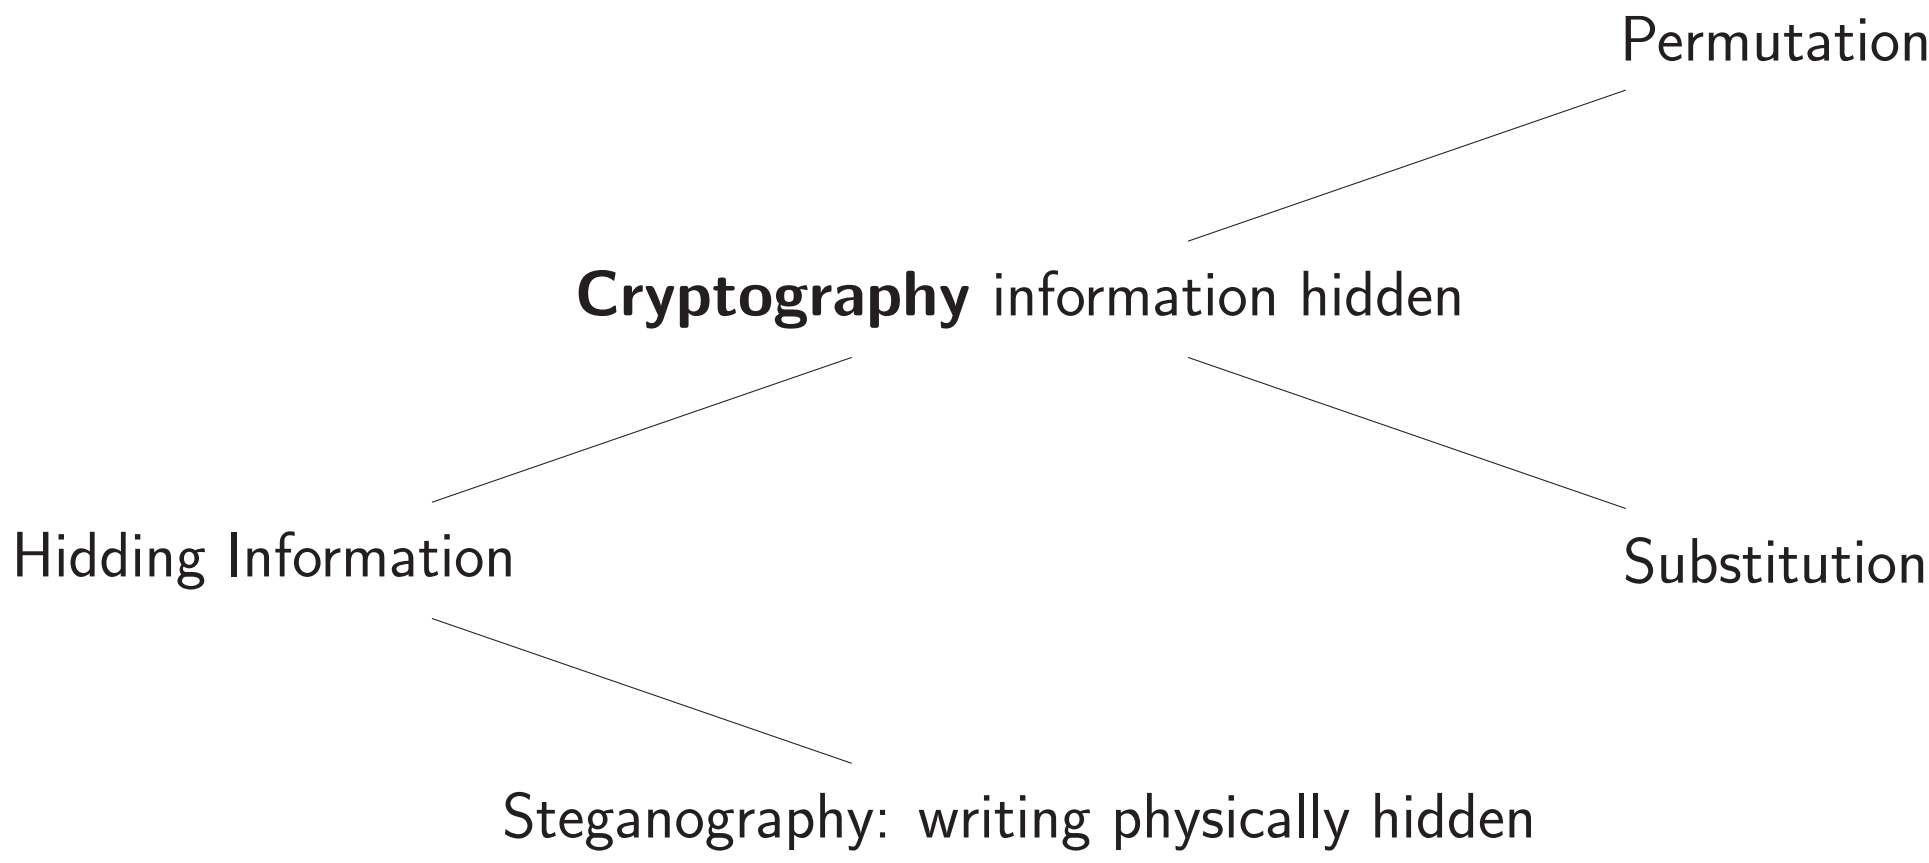 Permutation
Cryptography information hidden
Hidding Information
Substitution
Steganography: writing physically hidden